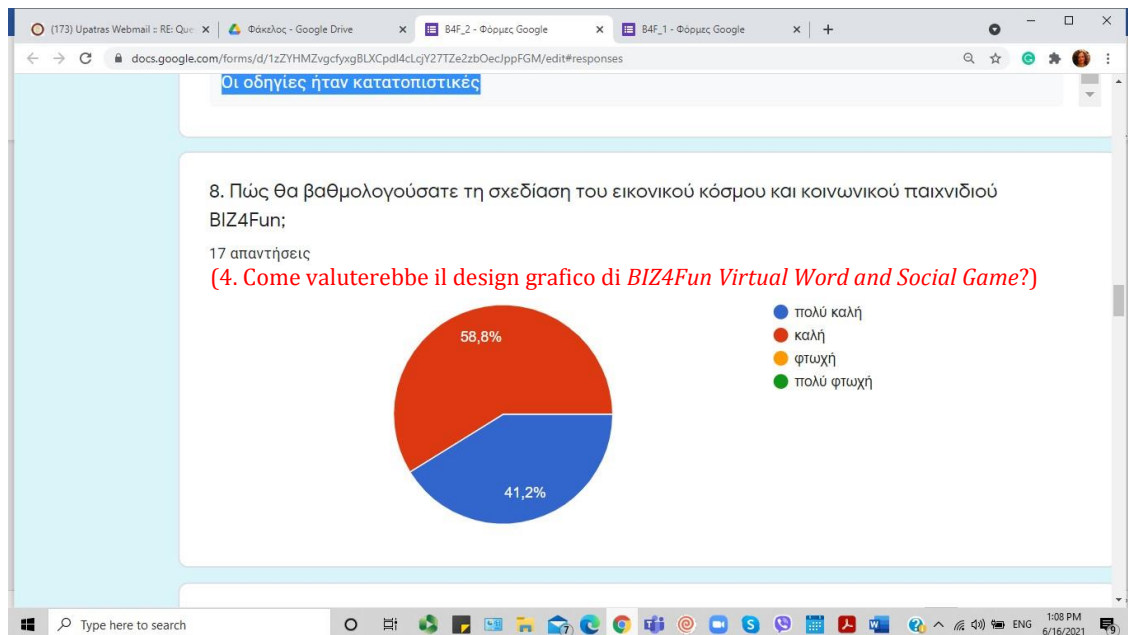 (173) Upatras Webmail :: RE: Que
Φάκελος - Google Drive
B4F_2 - Φόρμες Google
B4F_1 - Φόρμες Google
docs.google.com/forms/d/1zZYHMZvgcfyxgBLXCpdI4cLcjY27TZe2zbOecJppFGM/edit#responses
Οι οδηγίες ήταν κατατοπιστικές
8. Πώς θα βαθμολογούσατε τη σχεδίαση του εικονικού κόσμου και κοινωνικού παιχνιδιού
BIZ4Fun;
17 απαντήσεις
(4. Come valuterebbe il design grafico di BIZ4Fun Virtual Word and Social Game?)
58,8%
41,2%
πολύ καλή
καλή
φτωχή
πολύ φτωχή
Type here to search
ENG
1:08 PM
6/16/2021